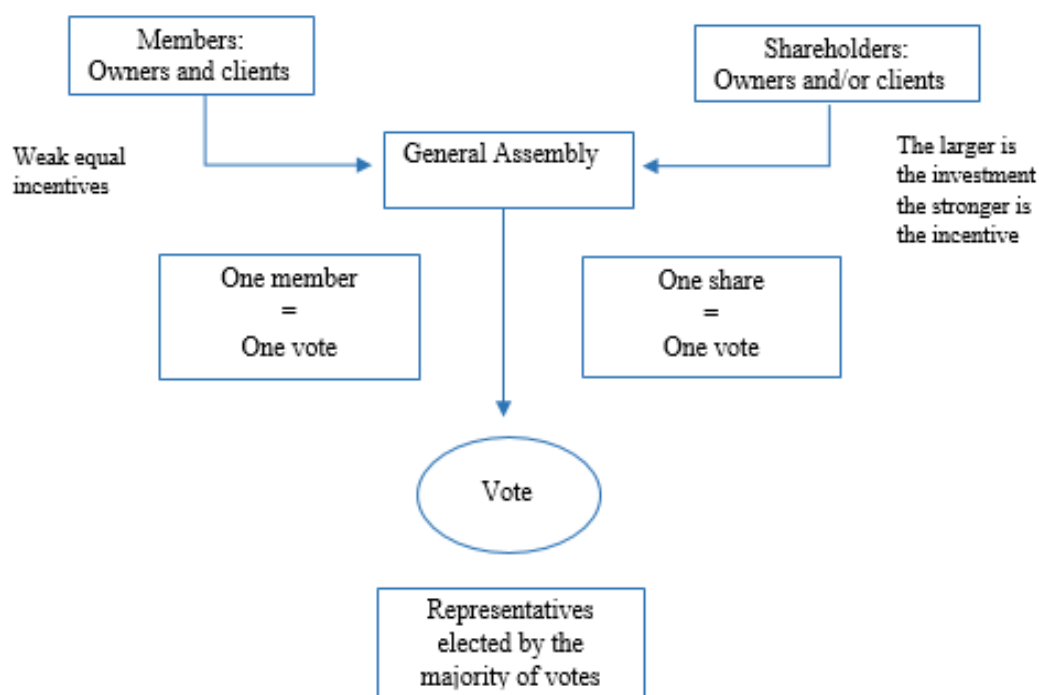 Members:
Owners and clients
Shareholders:
Owners and/or clients
Weak equal
incentives
General Assembly
The larger is
the investment
the stronger is
the incentive
One member
=
One vote
One share
=
One vote
Vote
Representatives
elected by the
majority of votes